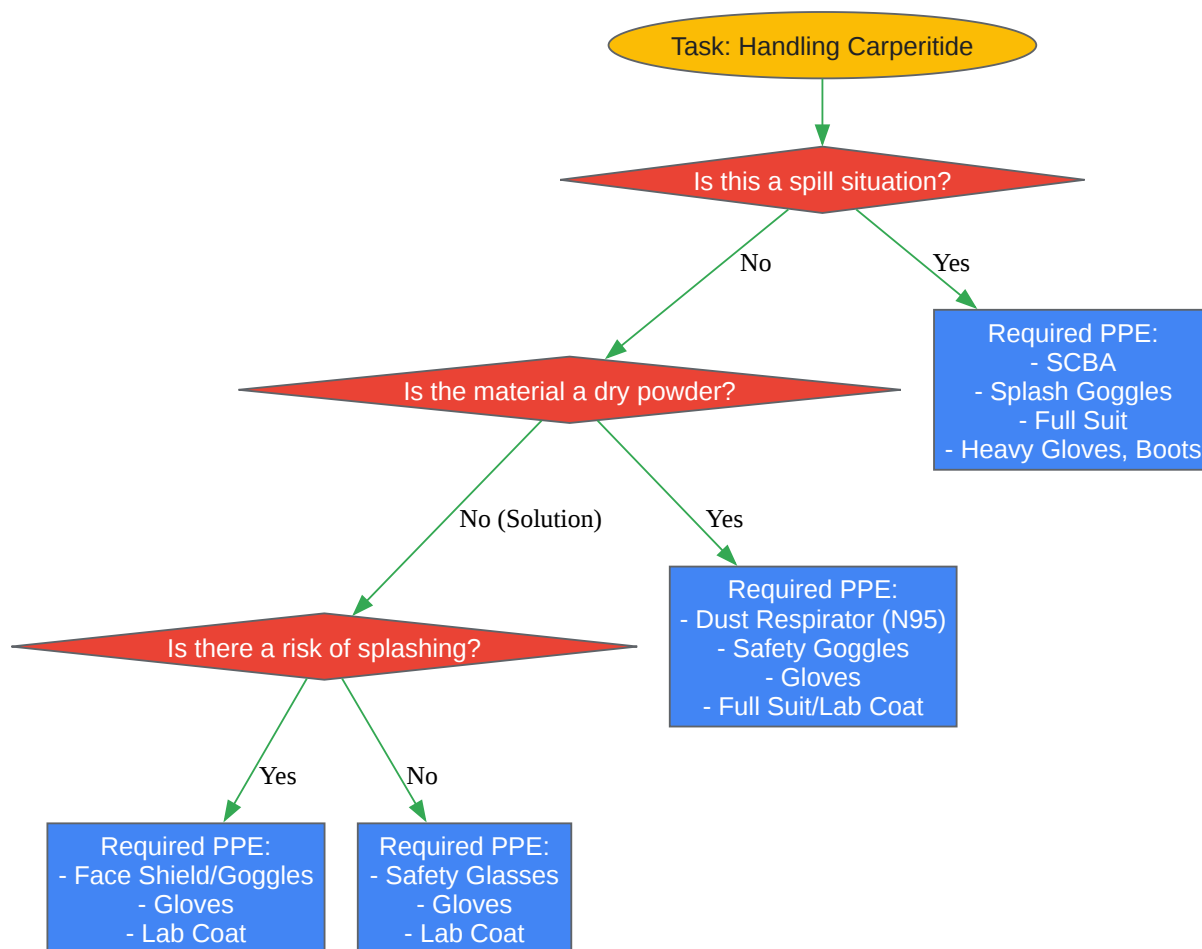 Task: Handling Carperitide
Is this a spill situation?
No
Yes
Required PPE:
- SCBA
- Splash Goggles
- Full Suit
- Heavy Gloves, Boots
Is the material a dry powder?
No (Solution)
Yes
Required PPE:
- Dust Respirator (N95)
- Safety Goggles
- Gloves
- Full Suit/Lab Coat
Is there a risk of splashing?
Yes
No
Required PPE:
- Face Shield/Goggles
- Gloves
- Lab Coat
Required PPE:
- Safety Glasses
- Gloves
- Lab Coat